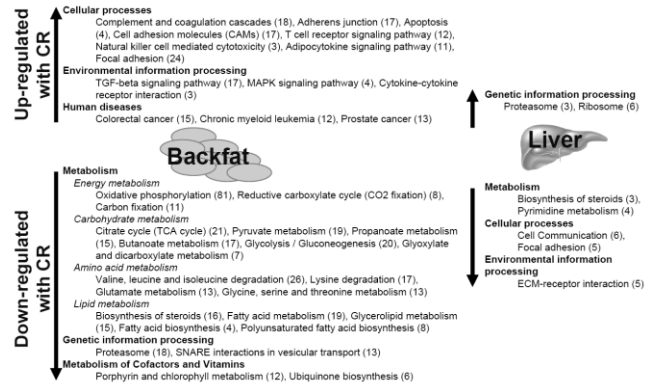 Up-regulated
with CR
Cellular processes
Complement and coagulation cascades (18), Adherens junction (17), Apoptosis
(4), Cell adhesion molecules (CAMs) (17), T cell receptor signaling pathway (12),
Natural killer cell mediated cytotoxicity (3), Adipocytokine signaling pathway (11),
Focal adhesion (24)
Environmental information processing
TGF-beta signaling pathway (17), MAPK signaling pathway (4), Cytokine-cytokine
receptor interaction (3)
Human diseases
Colorectal cancer (15), Chronic myeloid leukemia (12), Prostate cancer (13)
Backfat
Down-regulated
with CR
Metabolism
Energy metabolism
Oxidative phosphorylation (81), Reductive carboxylate cycle (CO2 fixation) (8),
Carbon fixation (11)
Carbohydrate metabolism
Citrate cycle (TCA cycle) (21), Pyruvate metabolism (19), Propanoate metabolism
(15), Butanoate metabolism (17), Glycolysis / Gluconeogenesis (20), Glyoxylate
and dicarboxylate metabolism (7)
Amino acid metabolism
Valine, leucine and isoleucine degradation (26), Lysine degradation (17),
Glutamate metabolism (13), Glycine, serine and threonine metabolism (13)
Lipid metabolism
Biosynthesis of steroids (16), Fatty acid metabolism (19), Glycerolipid metabolism
(15), Fatty acid biosynthesis (4), Polyunsaturated fatty acid biosynthesis (8)
Genetic information processing
Proteasome (18), SNARE interactions in vesicular transport (13)
Metabolism of Cofactors and Vitamins
Porphyrin and chlorophyll metabolism (12), Ubiquinone biosynthesis (6)
Genetic information processing
Proteasome (3), Ribosome (6)
Liver
Metabolism
Biosynthesis of steroids (3),
Pyrimidine metabolism (4)
Cellular processes
Cell Communication (6),
Focal adhesion (5)
Environmental information
processing
ECM-receptor interaction (5)